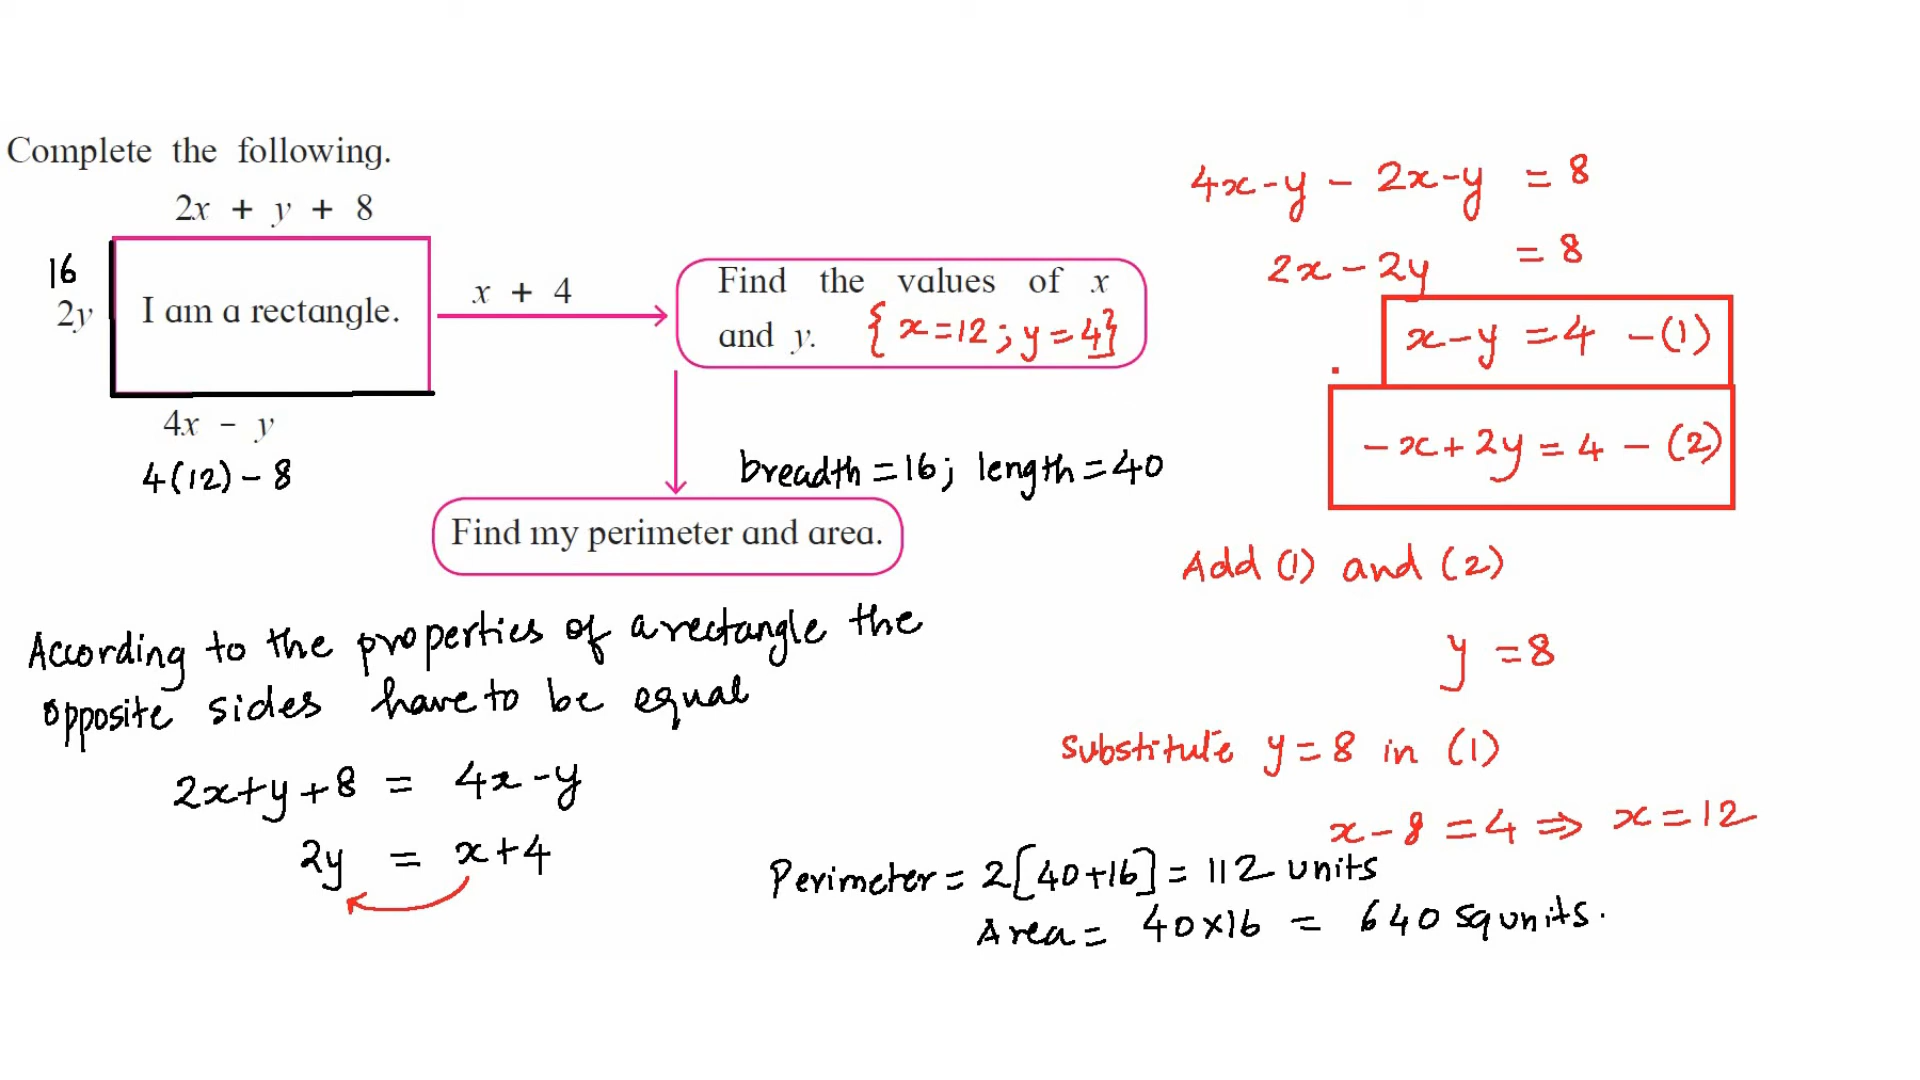 Complete the following.
2x + y + 8
16
2y
I am a rectangle.
x + 4
4x - y
4(12) - 8
Find the values of x
and y. {x=12; y=4}
breadth = 16; length = 40
Find my perimeter and area.
According to the properties of a rectangle the
opposite sides have to be equal
2x+y+8 = 4x-y
2y = x+4
4x-y - 2x-y = 8
2x - 2y = 8
x-y = 4 -(1)
-x+2y = 4 - (2)
Add (1) and (2)
y = 8
Substitute y=8 in (1)
x-8 = 4 ⇒ x = 12
Perimeter = 2[40+16] = 112 units
Area = 40x16 = 640 sq units.